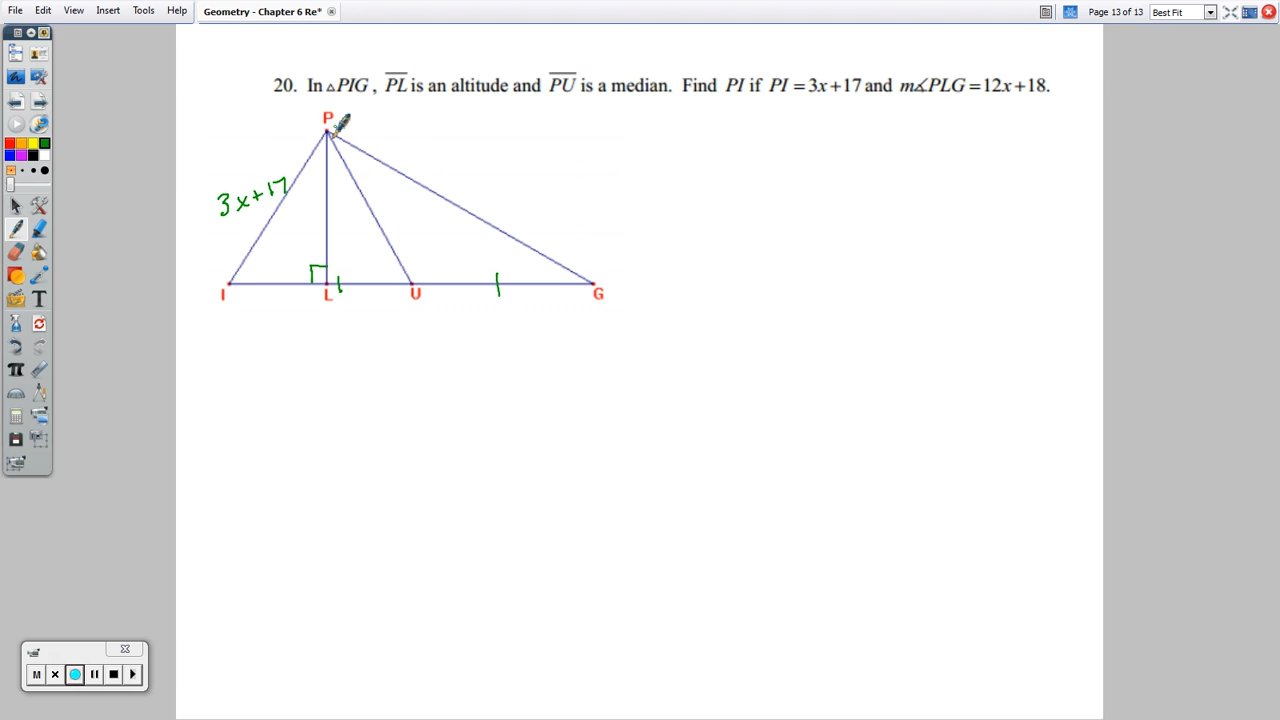 File Edit View Insert Tools Help Geometry - Chapter 6 Re* Page 13 of 13 Best Fit
20. In △PIG, PL is an altitude and PU is a median. Find PI if PI = 3x+17 and m∡PLG = 12x+18.
P
3x+17
I L U G
T
π
M